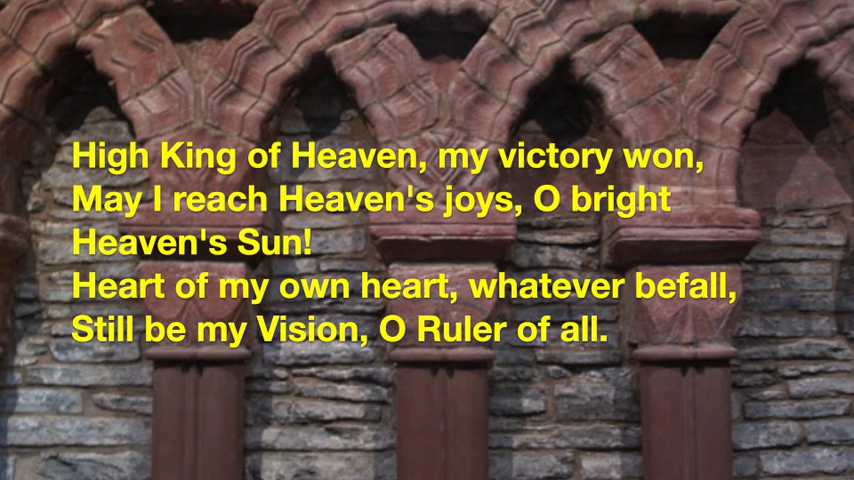 High King of Heaven, my victory won,
May I reach Heaven's joys, O bright
Heaven's Sun!
Heart of my own heart, whatever befall,
Still be my Vision, O Ruler of all.